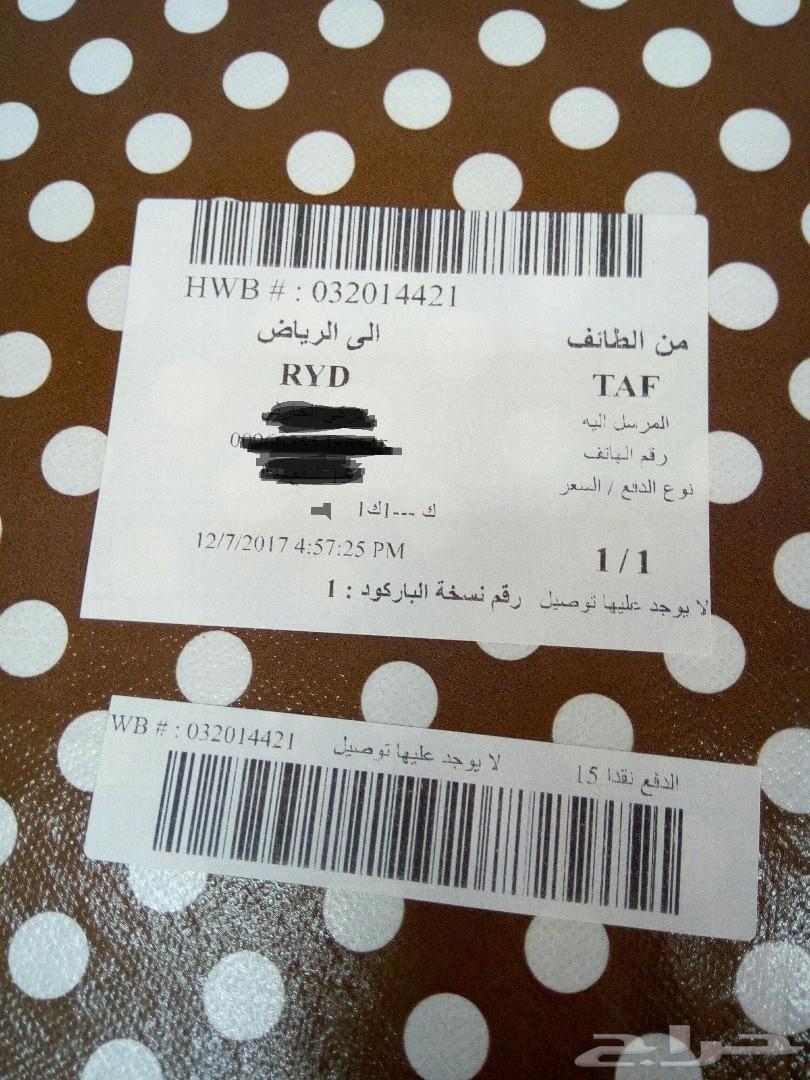 HWB # : 032014421
من الطائف الى الرياض
TAF RYD
المرسل اليه
رقم الهاتف
نوع الدفع / السعر
ك ---1ك1
1/1 12/7/2017 4:57:25 PM
لا يوجد عليها توصيل رقم نسخة الباركود : 1
WB # : 032014421 لا يوجد عليها توصيل الدفع نقدا 15
حراج